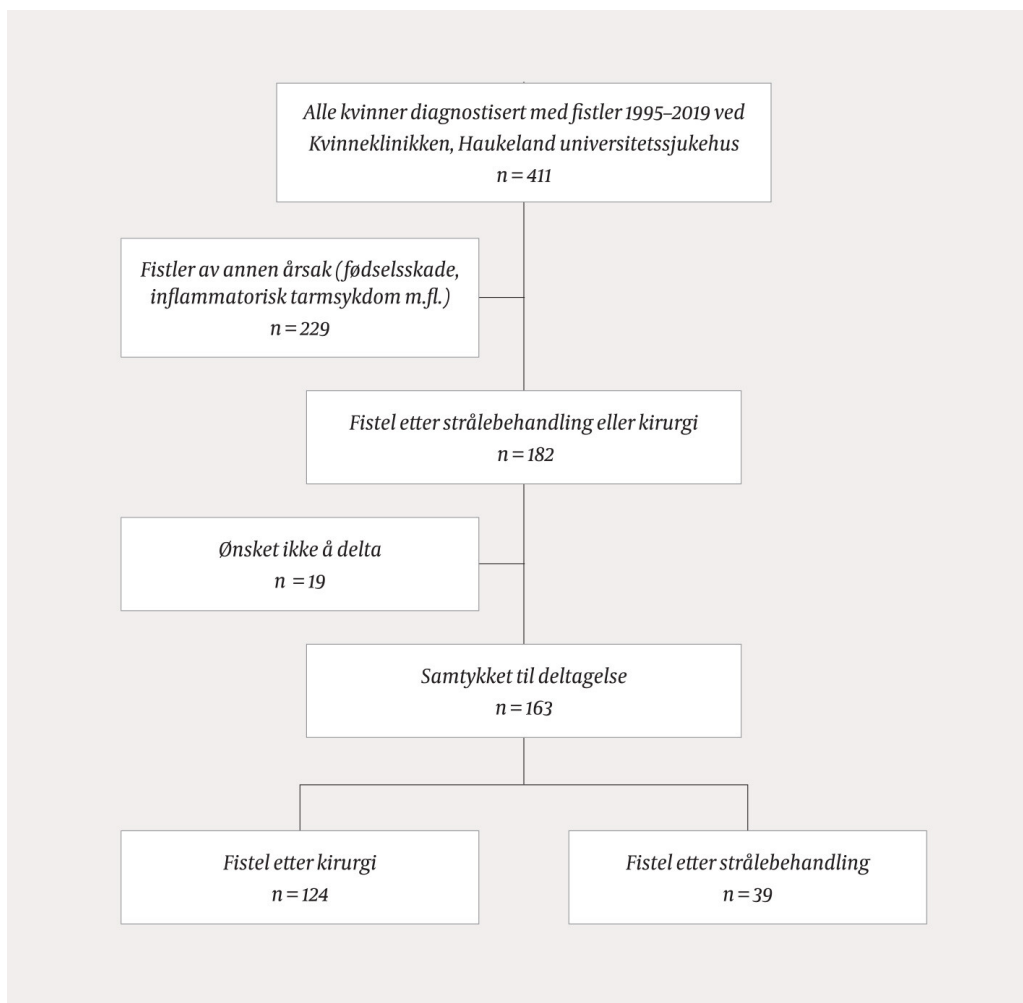 Alle kvinner diagnostisert med fistler 1995–2019 ved
Kvinneklinikken, Haukeland universitetssjukehus
n = 411
Fistler av annen årsak (fødselsskade,
inflammatorisk tarmsykdom m.fl.)
n = 229
Fistel etter strålebehandling eller kirurgi
n = 182
Ønsket ikke å delta
n = 19
Samtykket til deltagelse
n = 163
Fistel etter kirurgi
n = 124
Fistel etter strålebehandling
n = 39